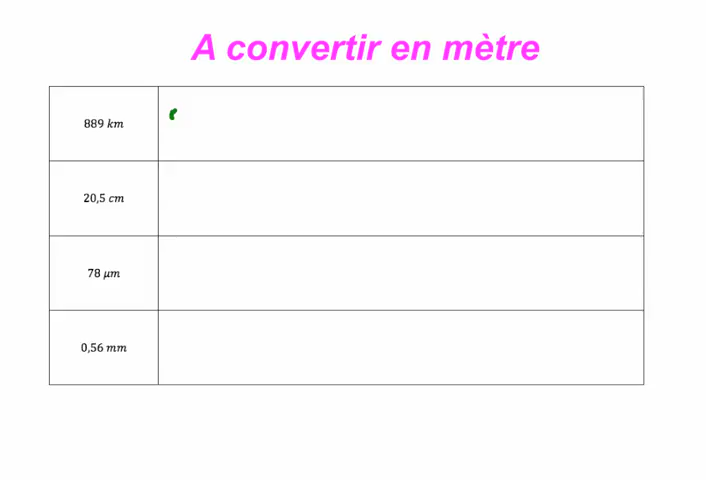 A convertir en mètre
889 km
20,5 cm
78 μm
0,56 mm